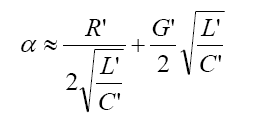 α ≈ R' / (2√(L'/C')) + G'/2 √(L'/C')